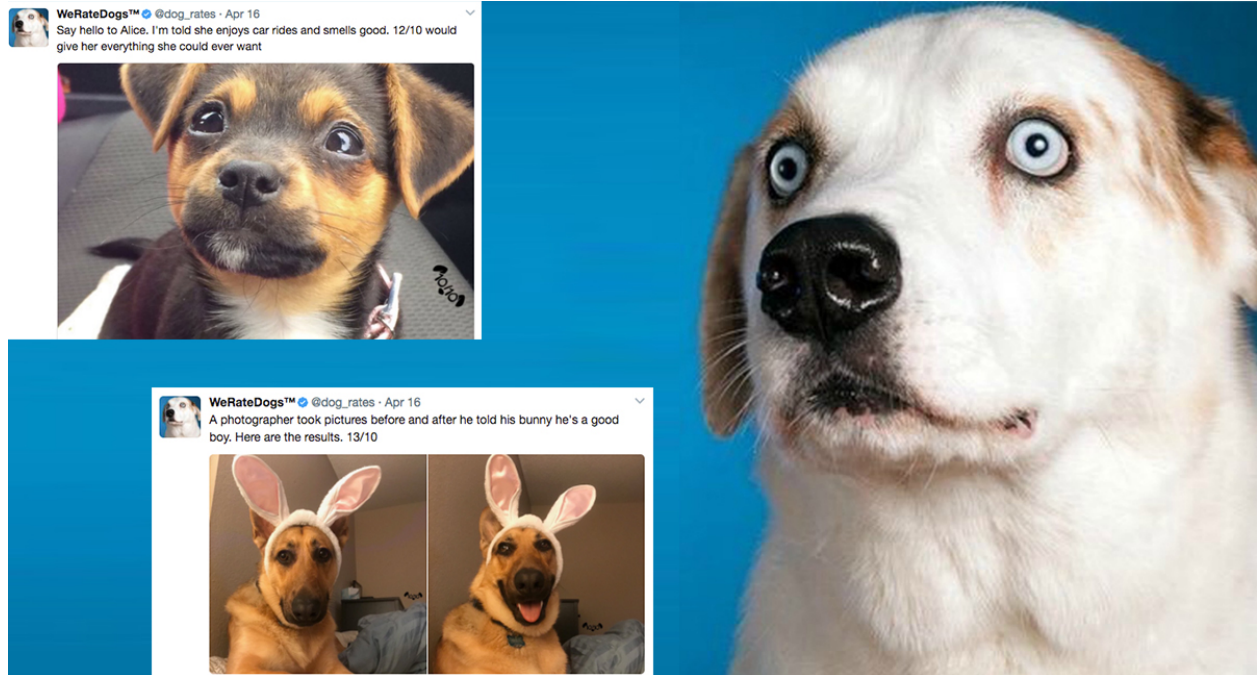 WeRateDogs™ @dog_rates · Apr 16
Say hello to Alice. I'm told she enjoys car rides and smells good. 12/10 would
give her everything she could ever want
WeRateDogs™ @dog_rates · Apr 16
A photographer took pictures before and after he told his bunny he's a good
boy. Here are the results. 13/10